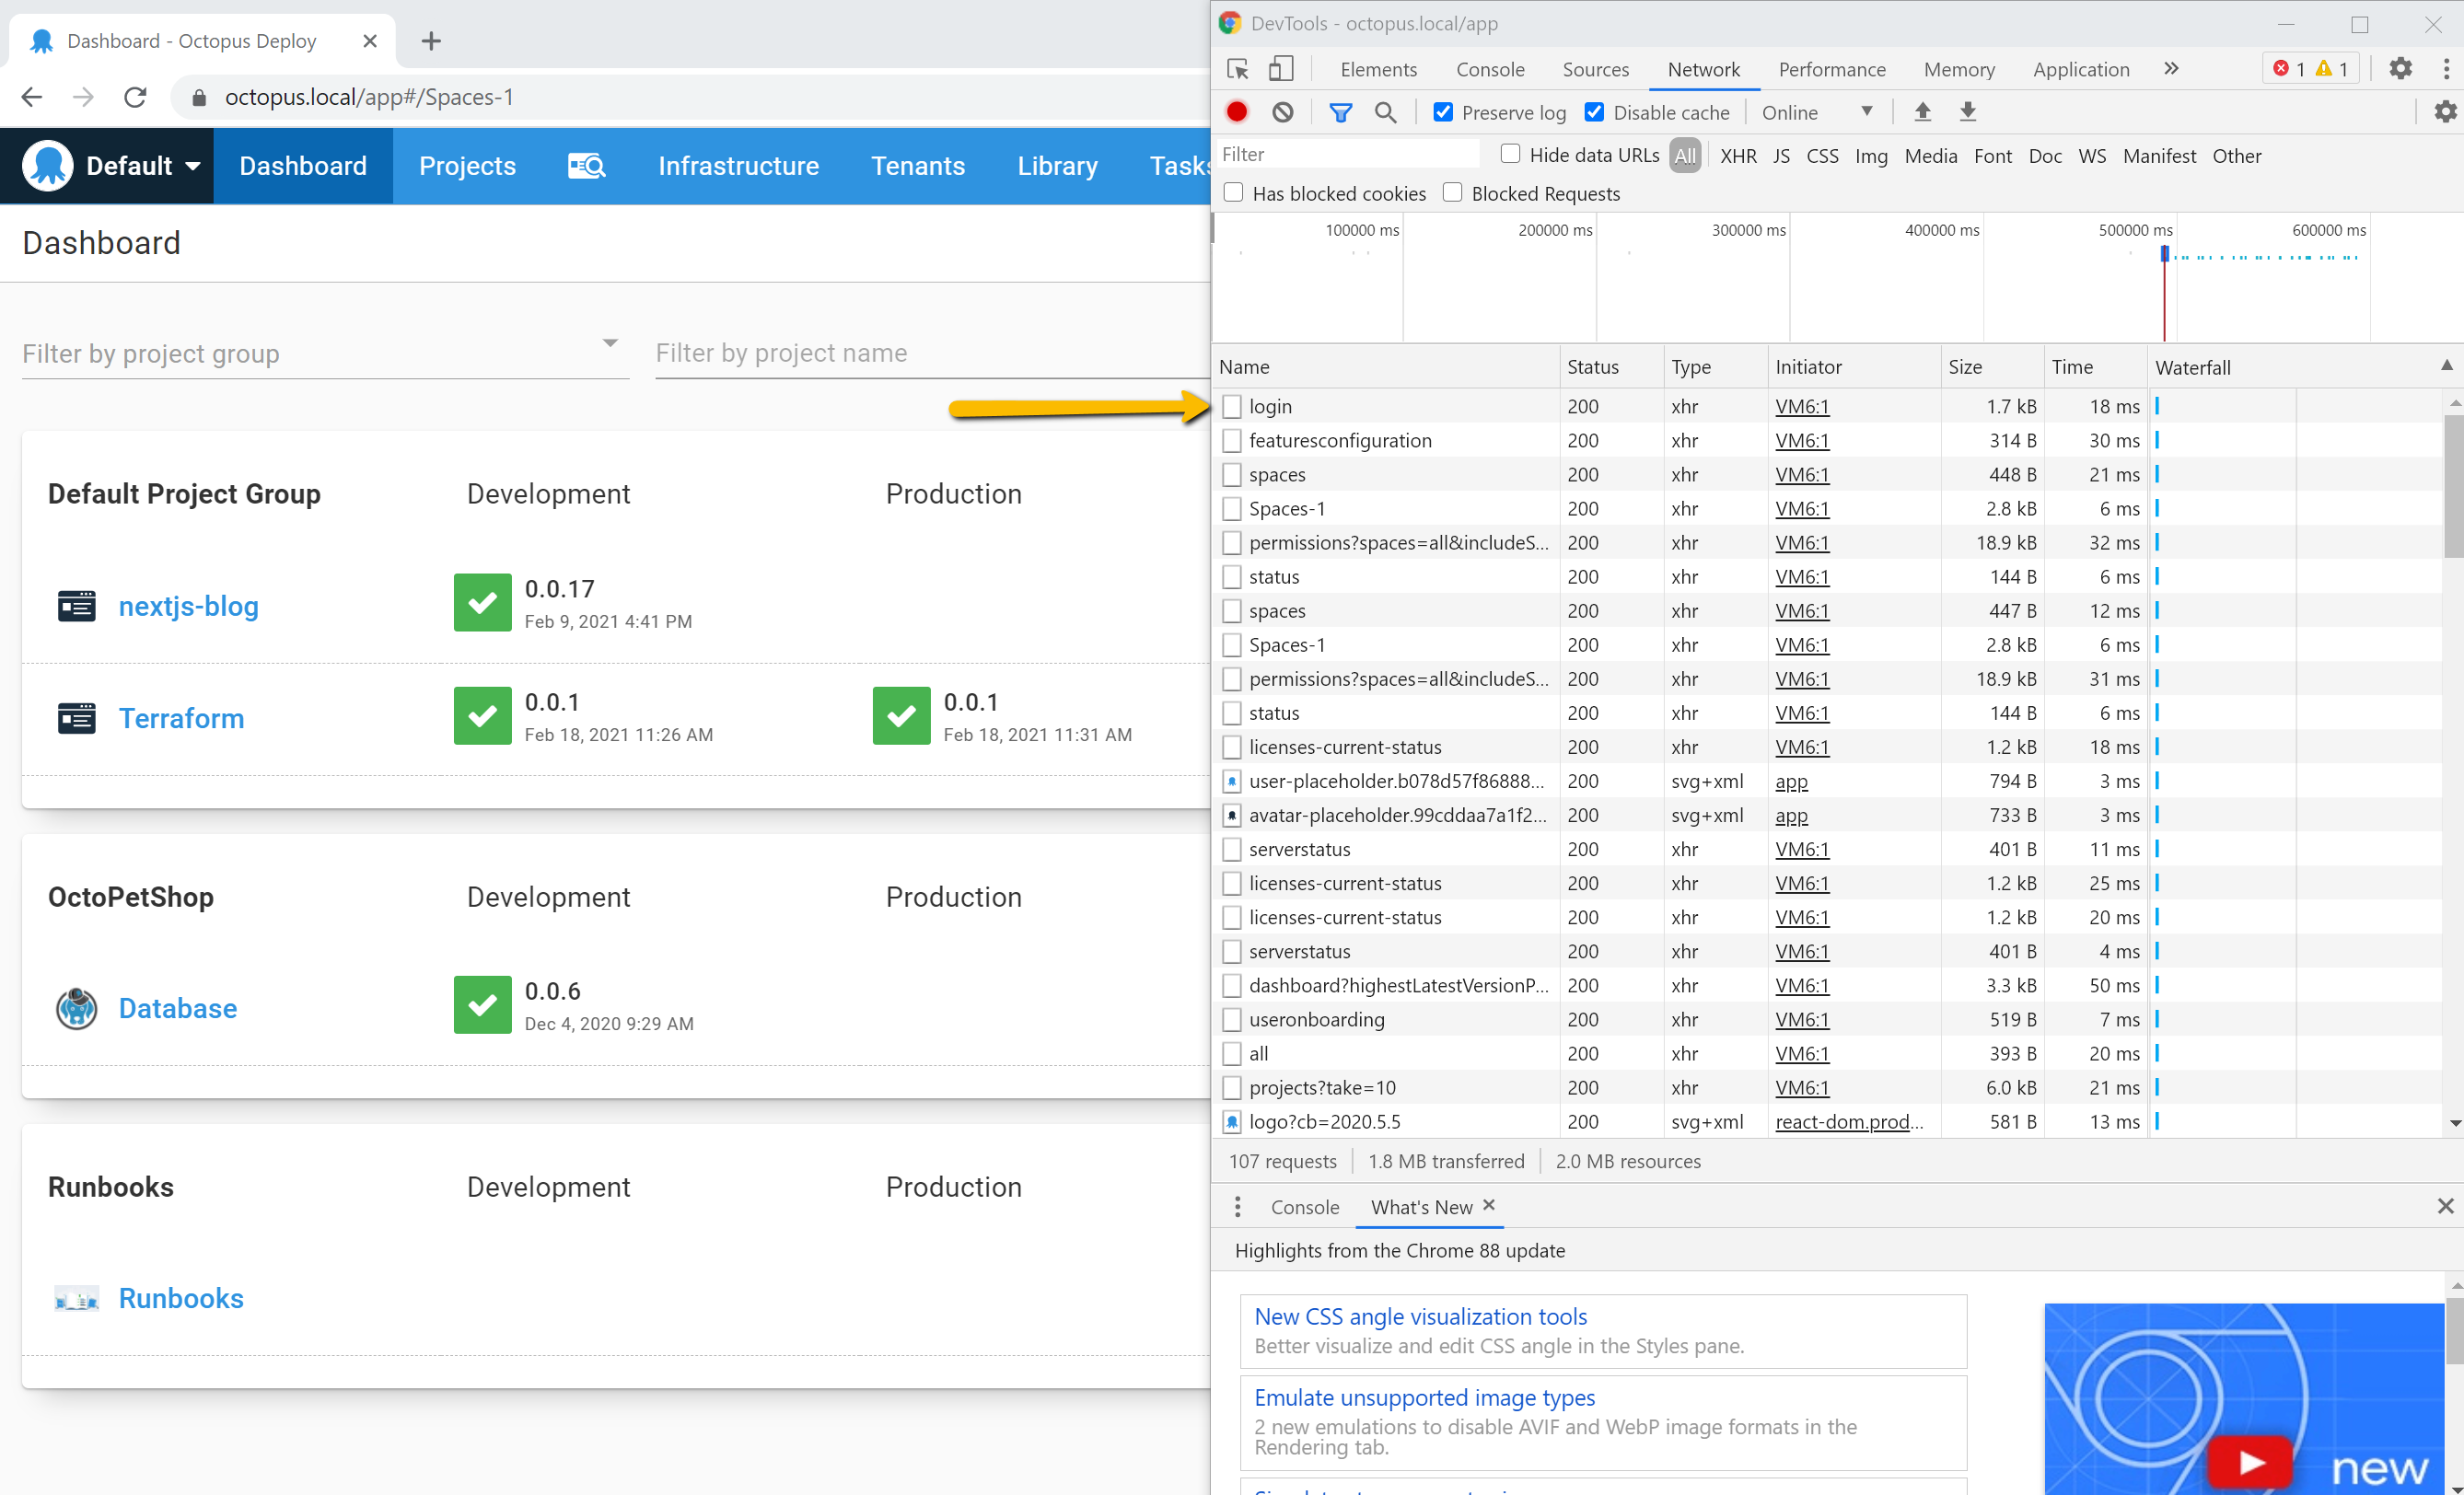 Dashboard - Octopus Deploy
octopus.local/app#/Spaces-1
Default
Dashboard
Projects
Infrastructure
Tenants
Library
Tasks
Dashboard
Filter by project group
Filter by project name
Default Project Group Development Production
nextjs-blog
0.0.17
Feb 9, 2021 4:41 PM
Terraform
0.0.1
Feb 18, 2021 11:26 AM
0.0.1
Feb 18, 2021 11:31 AM
OctoPetShop Development Production
Database
0.0.6
Dec 4, 2020 9:29 AM
Runbooks Development Production
Runbooks
DevTools - octopus.local/app
Elements Console Sources Network Performance Memory Application 1 1
Preserve log Disable cache Online
Filter Hide data URLs All XHR JS CSS Img Media Font Doc WS Manifest Other
Has blocked cookies Blocked Requests
100000 ms 200000 ms 300000 ms 400000 ms 500000 ms 600000 ms
Name Status Type Initiator Size Time Waterfall
login 200 xhr VM6:1 1.7 kB 18 ms
featuresconfiguration 200 xhr VM6:1 314 B 30 ms
spaces 200 xhr VM6:1 448 B 21 ms
Spaces-1 200 xhr VM6:1 2.8 kB 6 ms
permissions?spaces=all&includeS... 200 xhr VM6:1 18.9 kB 32 ms
status 200 xhr VM6:1 144 B 6 ms
spaces 200 xhr VM6:1 447 B 12 ms
Spaces-1 200 xhr VM6:1 2.8 kB 6 ms
permissions?spaces=all&includeS... 200 xhr VM6:1 18.9 kB 31 ms
status 200 xhr VM6:1 144 B 6 ms
licenses-current-status 200 xhr VM6:1 1.2 kB 18 ms
user-placeholder.b078d57f86888... 200 svg+xml app 794 B 3 ms
avatar-placeholder.99cddaa7a1f2... 200 svg+xml app 733 B 3 ms
serverstatus 200 xhr VM6:1 401 B 11 ms
licenses-current-status 200 xhr VM6:1 1.2 kB 25 ms
licenses-current-status 200 xhr VM6:1 1.2 kB 20 ms
serverstatus 200 xhr VM6:1 401 B 4 ms
dashboard?highestLatestVersionP... 200 xhr VM6:1 3.3 kB 50 ms
useronboarding 200 xhr VM6:1 519 B 7 ms
all 200 xhr VM6:1 393 B 20 ms
projects?take=10 200 xhr VM6:1 6.0 kB 21 ms
logo?cb=2020.5.5 200 svg+xml react-dom.prod... 581 B 13 ms
107 requests 1.8 MB transferred 2.0 MB resources
Console What's New
Highlights from the Chrome 88 update
New CSS angle visualization tools
Better visualize and edit CSS angle in the Styles pane.
Emulate unsupported image types
2 new emulations to disable AVIF and WebP image formats in the
Rendering tab.
new